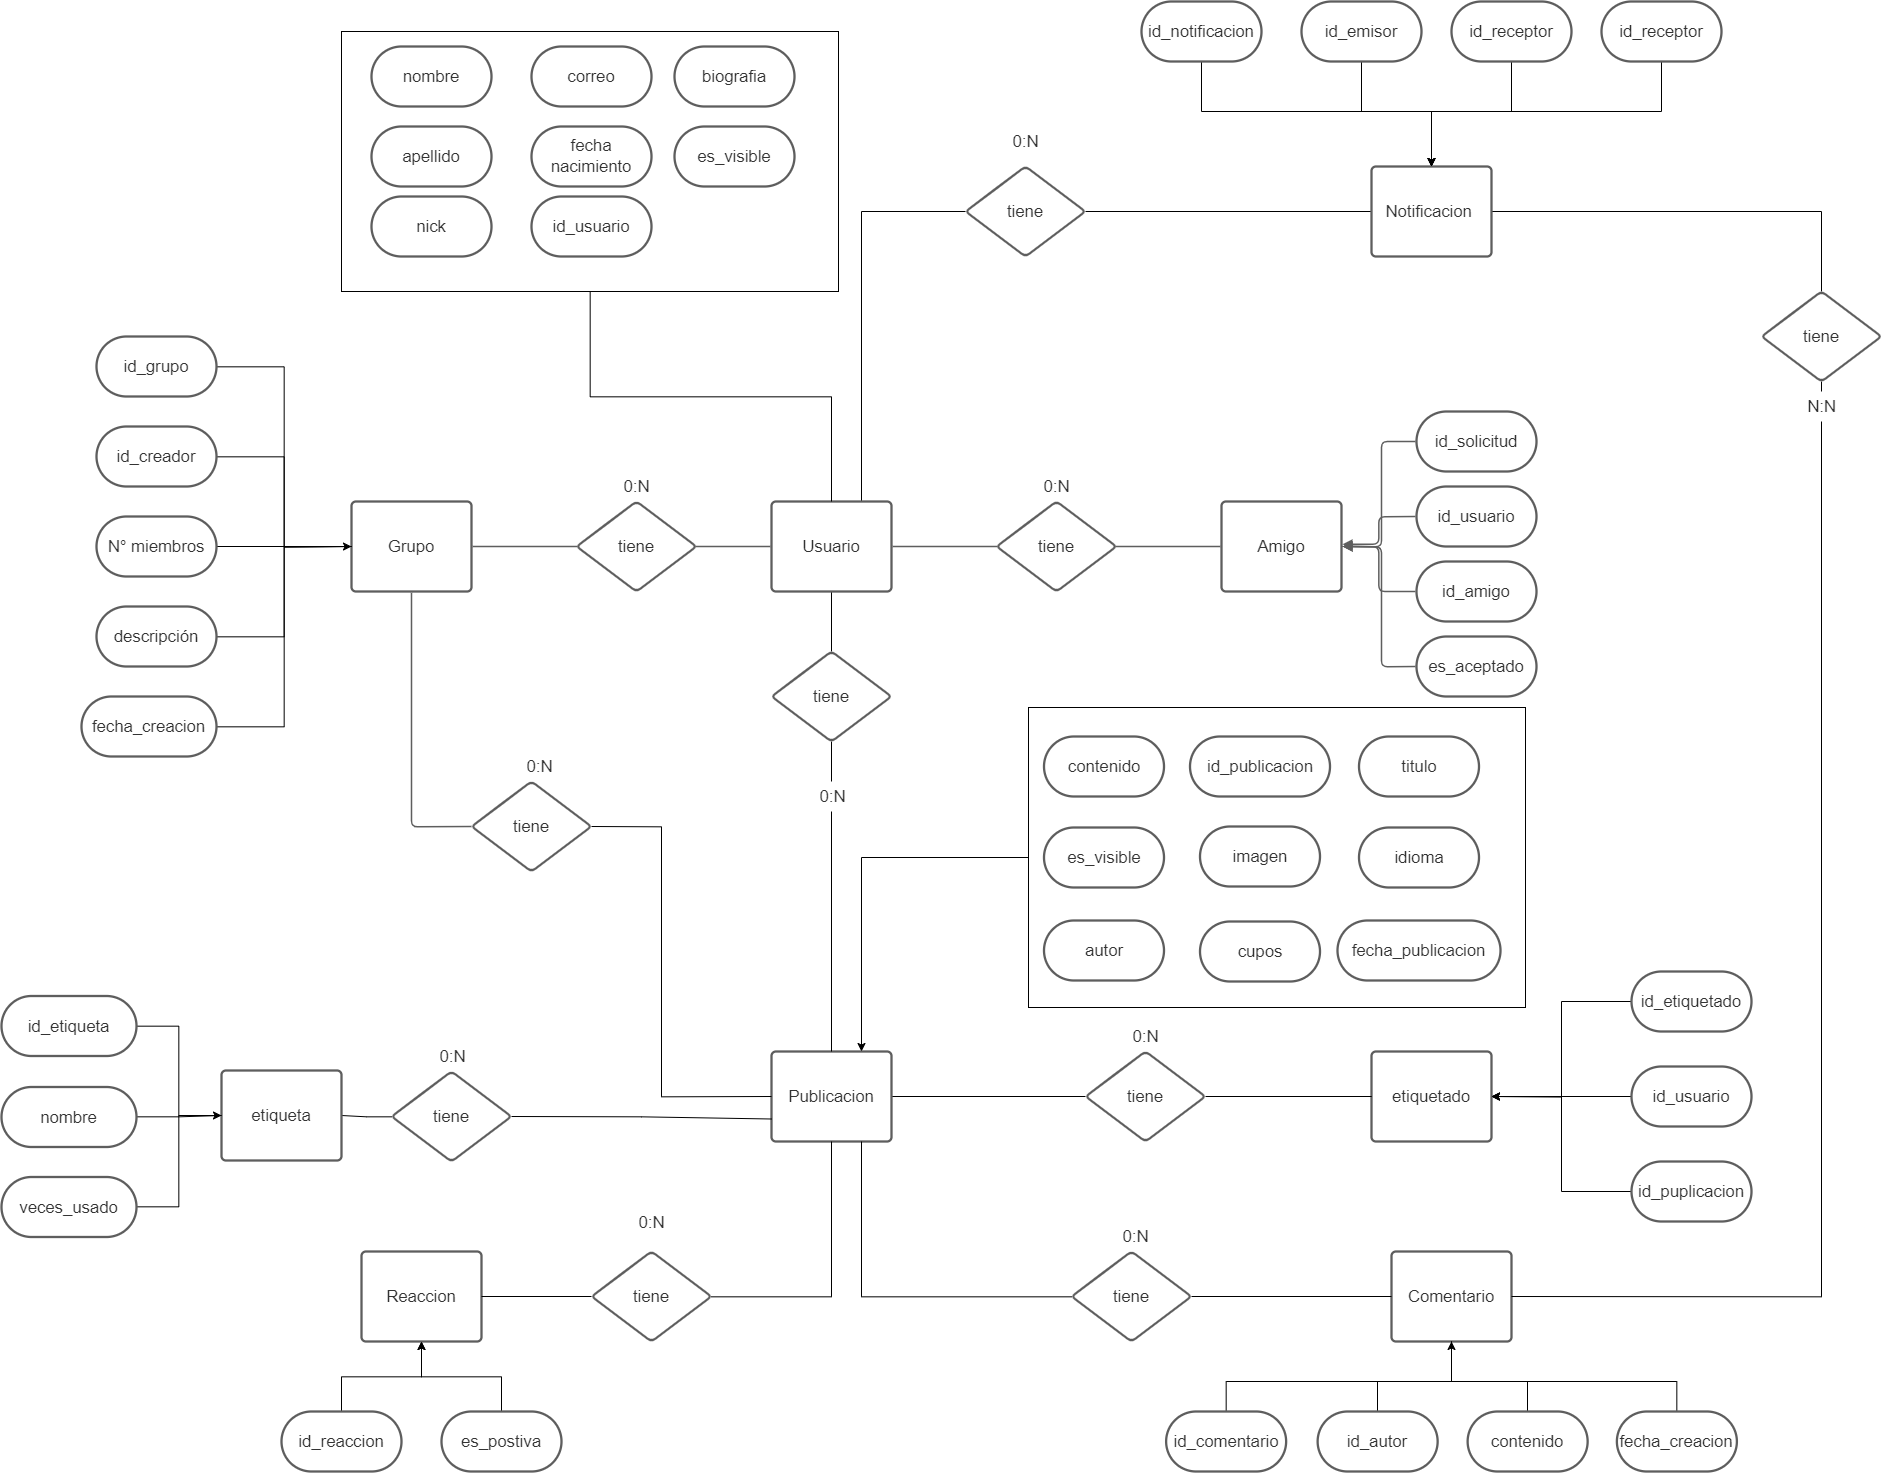 id_notificacion
id_emisor
id_receptor
id_receptor
nombre
correo
biografia
apellido
fecha
nacimiento
es_visible
nick
id_usuario
0:N
tiene
Notificacion
tiene
N:N
id_grupo
id_creador
N° miembros
descripción
fecha_creacion
Grupo
0:N
tiene
Usuario
0:N
tiene
Amigo
id_solicitud
id_usuario
id_amigo
es_aceptado
tiene
0:N
0:N
tiene
contenido
id_publicacion
titulo
es_visible
imagen
idioma
autor
cupos
fecha_publicacion
id_etiqueta
nombre
veces_usado
etiqueta
0:N
tiene
Publicacion
0:N
tiene
etiquetado
id_etiquetado
id_usuario
id_puplicacion
Reaccion
0:N
tiene
0:N
tiene
Comentario
id_reaccion
es_postiva
id_comentario
id_autor
contenido
fecha_creacion